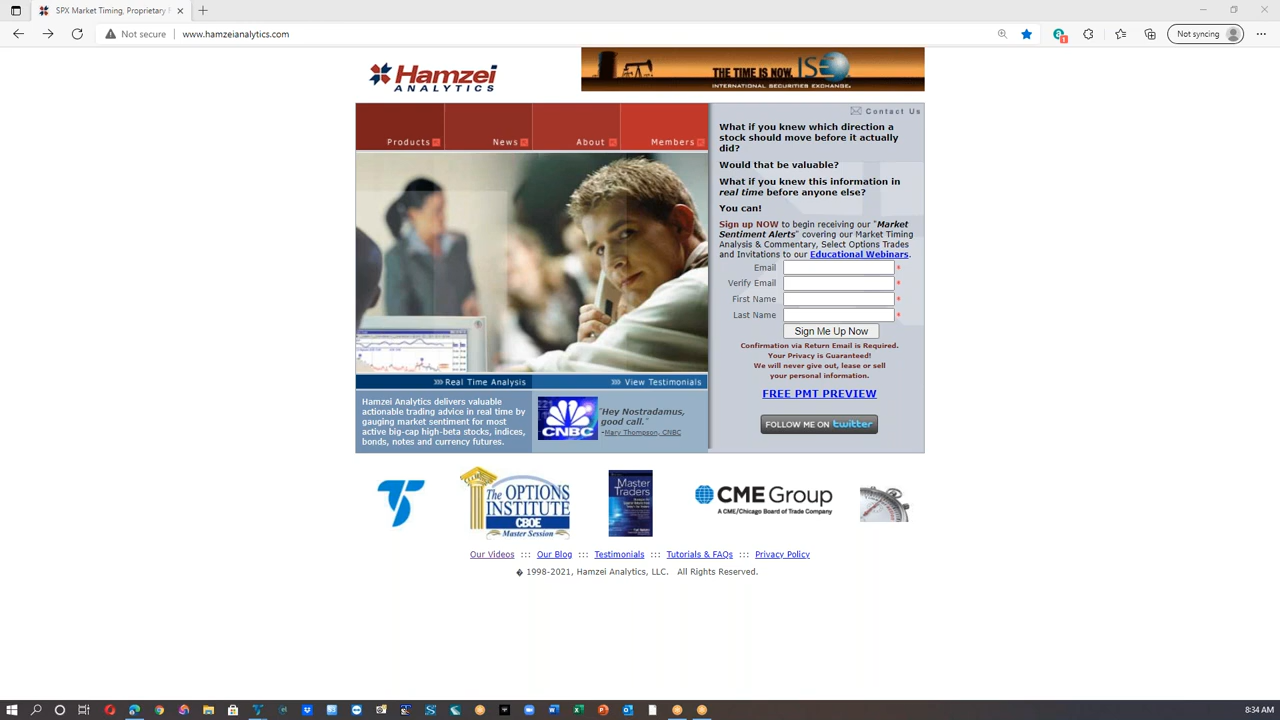 SPX Market Timing, Proprietary
Not secure
www.hamzeianalytics.com
Not syncing
Hamzei
ANALYTICS
THE TIME IS NOW. ISE
INTERNATIONAL SECURITIES EXCHANGE.
Products
News
About
Members
Contact Us
What if you knew which direction a
stock should move before it actually
did?
Would that be valuable?
What if you knew this information in
real time before anyone else?
You can!
Sign up NOW to begin receiving our "Market
Sentiment Alerts" covering our Market Timing
Analysis & Commentary, Select Options Trades
and Invitations to our Educational Webinars.
Email *
Verify Email *
First Name *
Last Name *
Sign Me Up Now
Confirmation via Return Email is Required.
Your Privacy is Guaranteed!
We will never give out, lease or sell
your personal information.
FREE PMT PREVIEW
FOLLOW ME ON twitter
Real Time Analysis
View Testimonials
Hamzei Analytics delivers valuable
actionable trading advice in real time by
gauging market sentiment for most
active big-cap high-beta stocks, indices,
bonds, notes and currency futures.
CNBC
"Hey Nostradamus,
good call."
-Mary Thompson, CNBC
The OPTIONS
INSTITUTE
CBOE
Master Session
Master
Traders
CME Group
A CME/Chicago Board of Trade Company
Our Videos ::: Our Blog ::: Testimonials ::: Tutorials & FAQs ::: Privacy Policy
� 1998-2021, Hamzei Analytics, LLC. All Rights Reserved.
8:34 AM